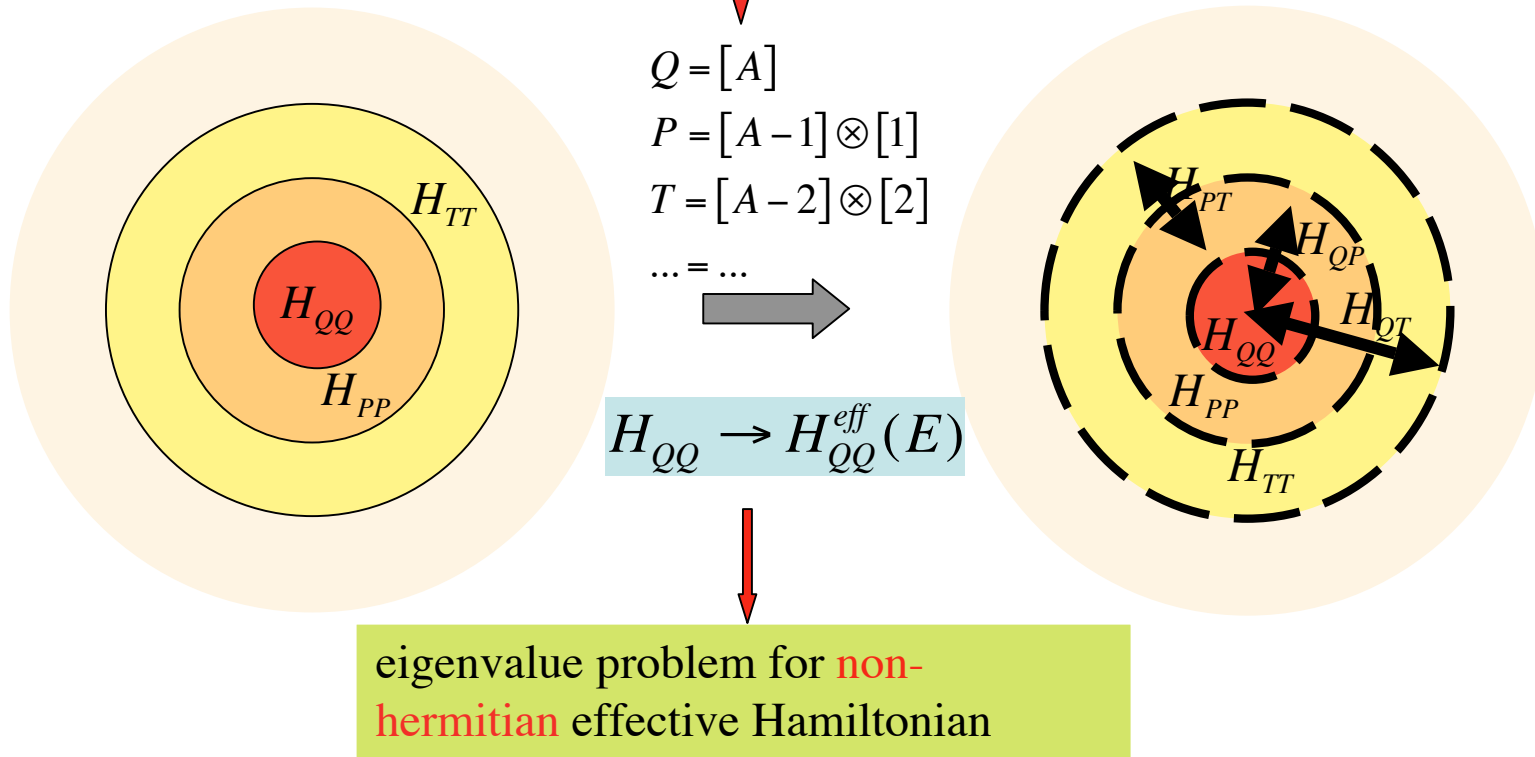 Q = [A]
P = [A − 1] ⊗ [1]
T = [A − 2] ⊗ [2]
... = ...
H_TT
H_QQ
H_PP
H_QQ → H_QQ^eff(E)
H_PT
H_QP
H_QT
H_QQ
H_PP
H_TT
eigenvalue problem for non-
hermitian effective Hamiltonian